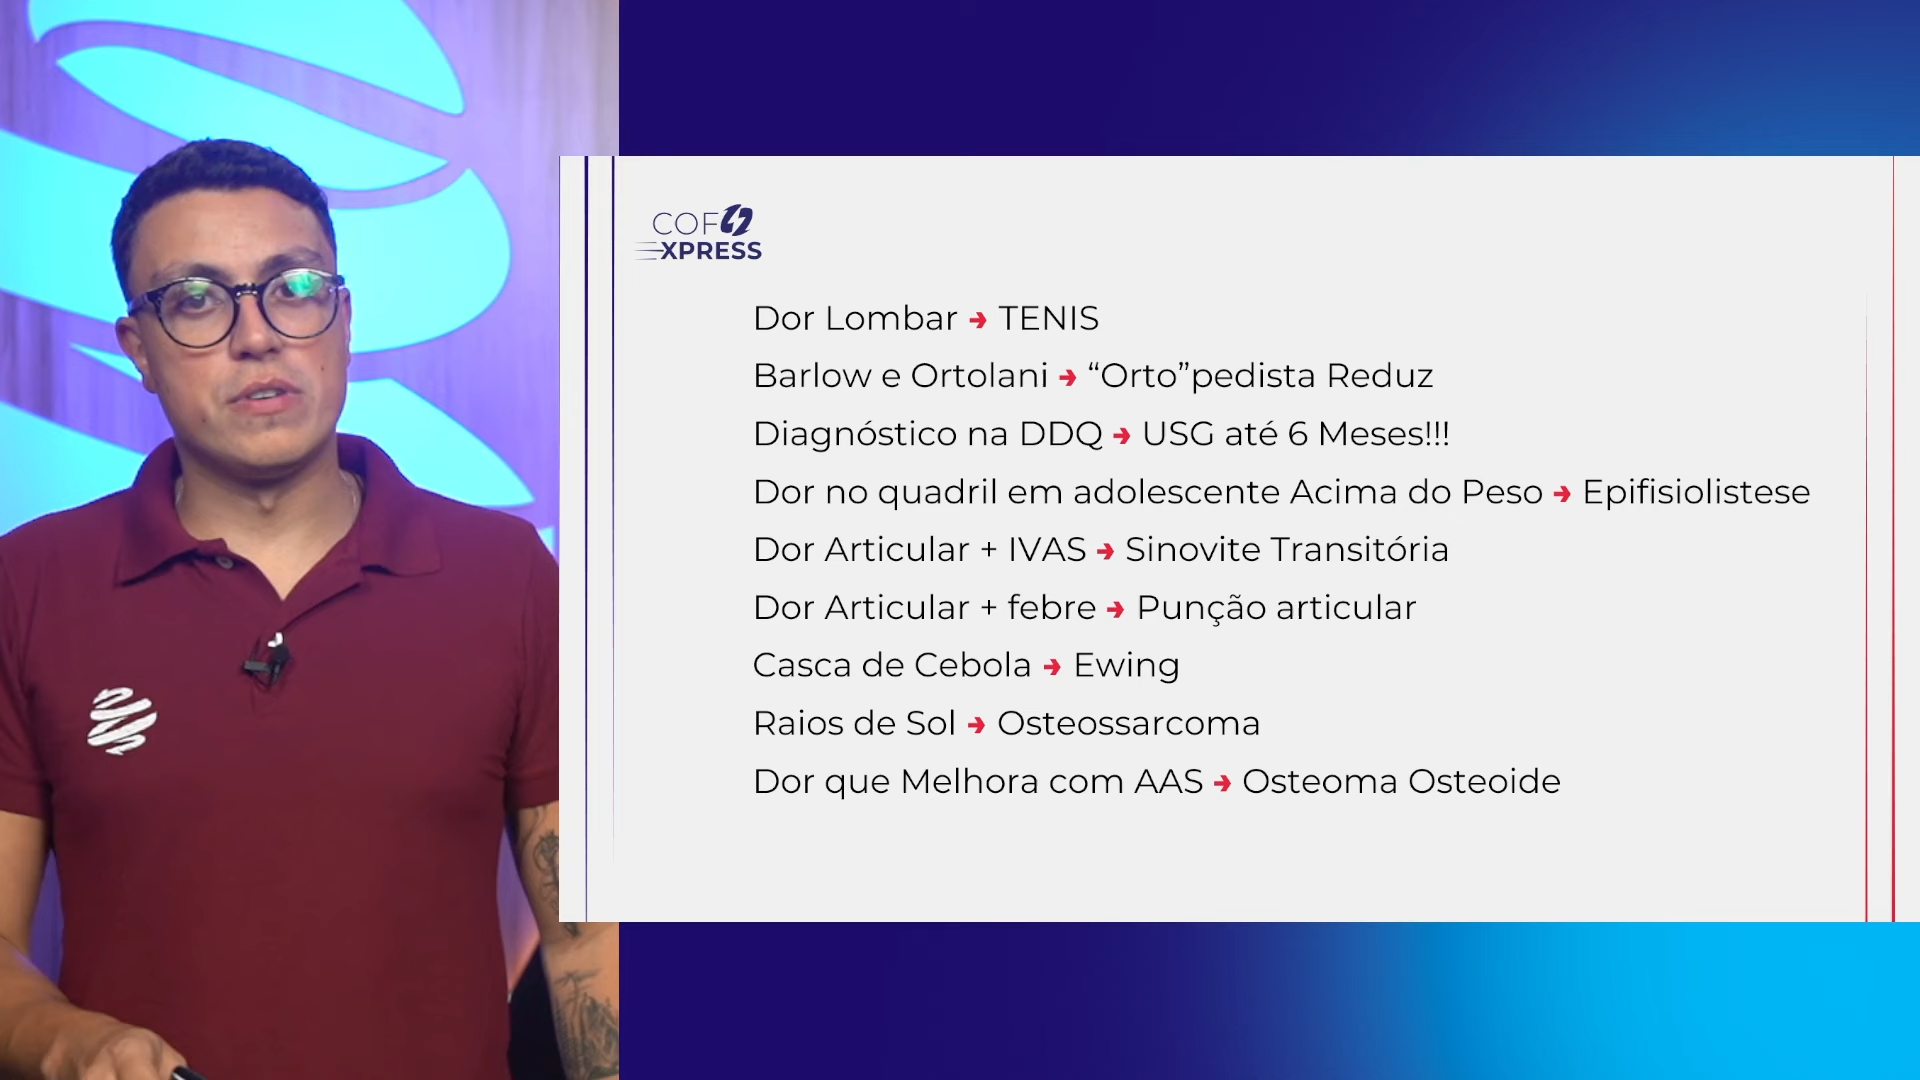 COF
XPRESS
Dor Lombar → TENIS
Barlow e Ortolani → “Orto”pedista Reduz
Diagnóstico na DDQ → USG até 6 Meses!!!
Dor no quadril em adolescente Acima do Peso → Epifisiolistese
Dor Articular + IVAS → Sinovite Transitória
Dor Articular + febre → Punção articular
Casca de Cebola → Ewing
Raios de Sol → Osteossarcoma
Dor que Melhora com AAS → Osteoma Osteoide